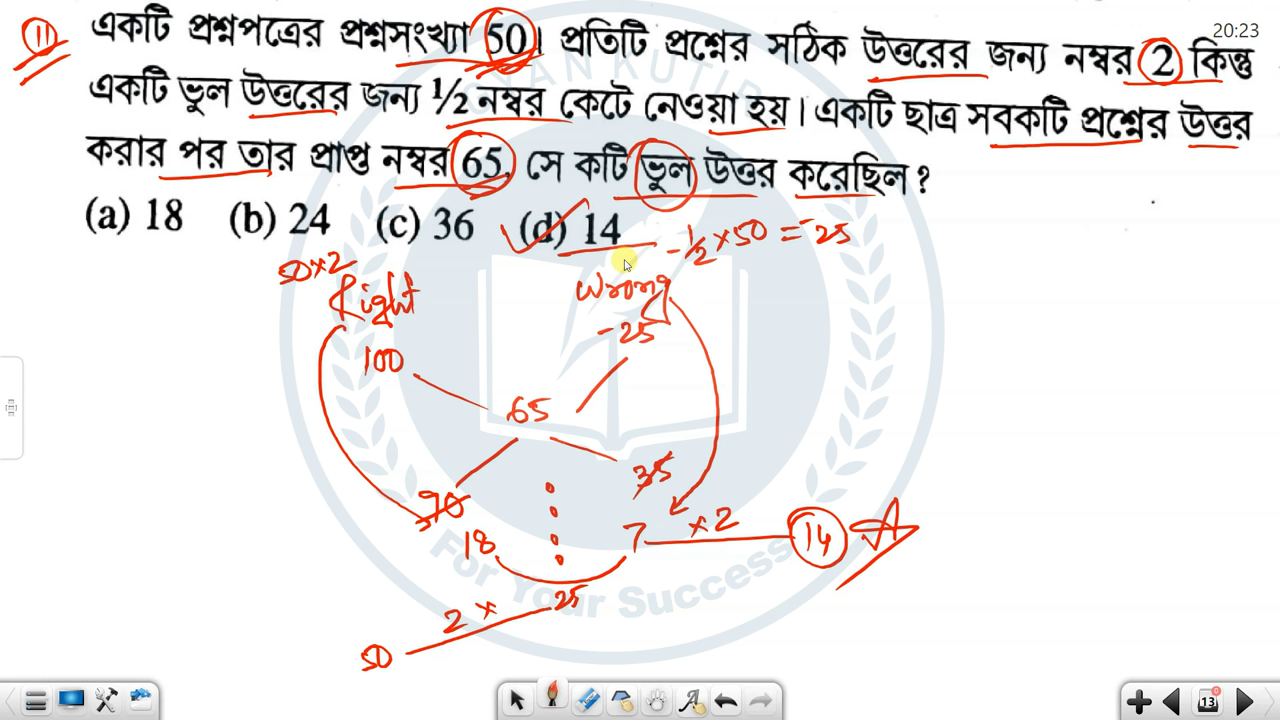 20:23
11 একটি প্রশ্নপত্রের প্রশ্নসংখ্যা 50। প্রতিটি প্রশ্নের সঠিক উত্তরের জন্য নম্বর 2 কিন্তু
একটি ভুল উত্তরের জন্য 1/2 নম্বর কেটে নেওয়া হয়। একটি ছাত্র সবকটি প্রশ্নের উত্তর
করার পর তার প্রাপ্ত নম্বর 65, সে কটি ভুল উত্তর করেছিল?
(a) 18 (b) 24 (c) 36 (d) 14
-1/2×50 = -25
50×2
Right Wrong
100 -25
65
90 35
18 7 ×2 14 A
25
2 ×
50
GYAN KUTIR
For Your Success
13